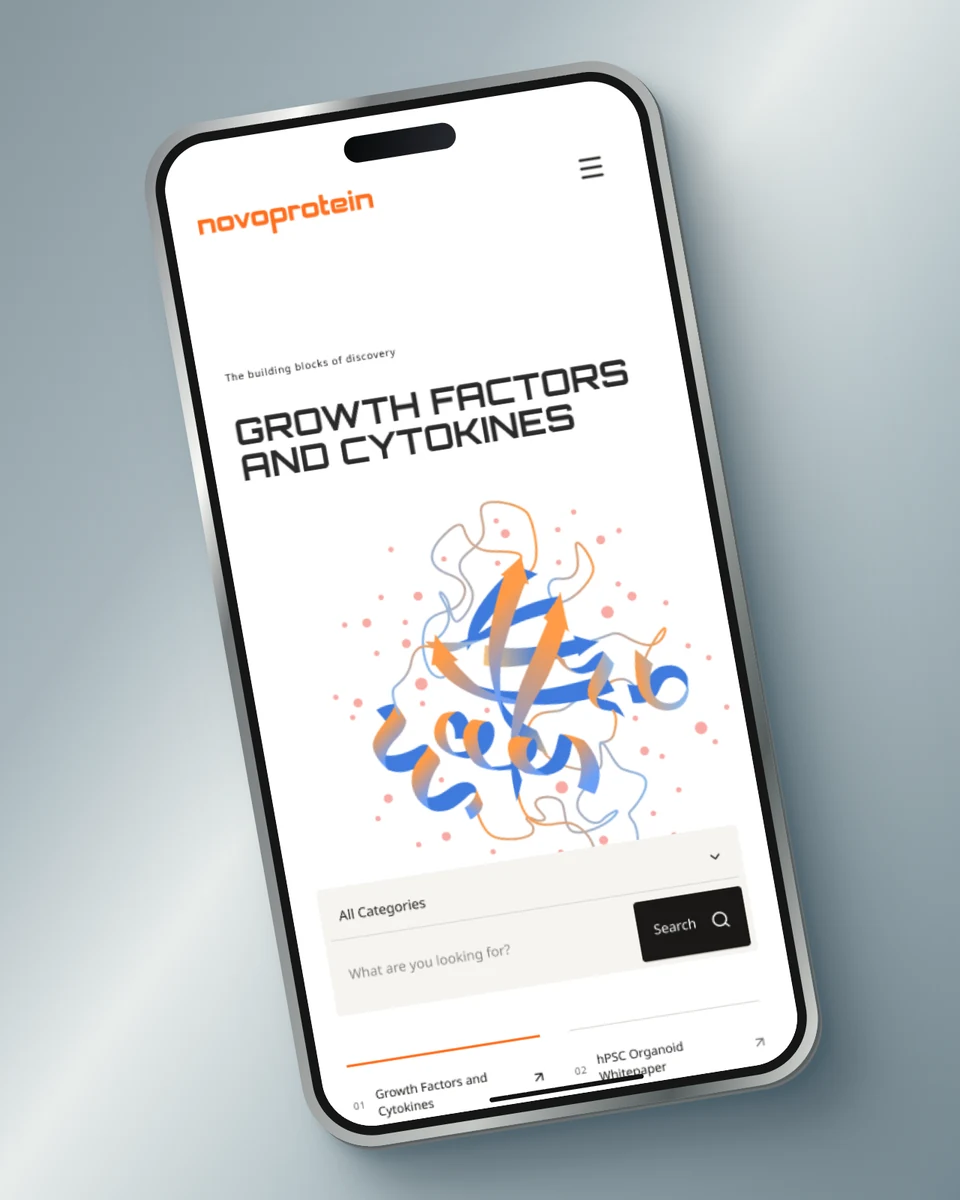 novoprotein
The building blocks of discovery
GROWTH FACTORS
AND CYTOKINES
All Categories
What are you looking for?
Search
01
Growth Factors and
Cytokines
02
hPSC Organoid
Whitepaper